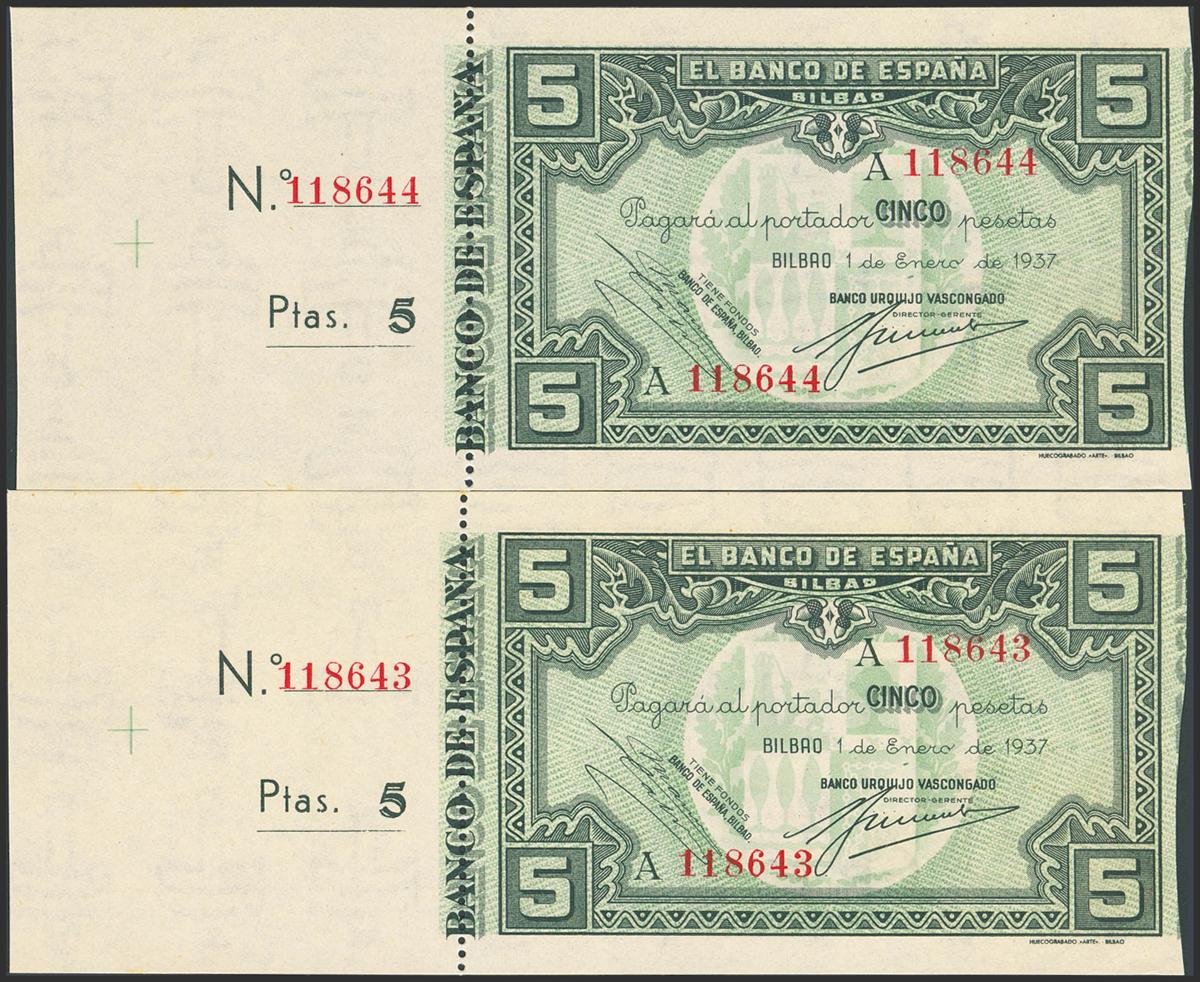 N.º 118644
Ptas. 5
BANCO·DE·ESPAÑA
5 EL BANCO DE ESPAÑA 5
BILBAO
A 118644
Pagará al portador CINCO pesetas
BILBAO 1 de Enero de 1937
TIENE FONDOS
BANCO DE ESPAÑA, BILBAO.
BANCO URQUIJO VASCONGADO
DIRECTOR-GERENTE
A 118644
5 5
HUECOGRABADO «ARTE». - BILBAO
N.º 118643
Ptas. 5
BANCO·DE·ESPAÑA
5 EL BANCO DE ESPAÑA 5
BILBAO
A 118643
Pagará al portador CINCO pesetas
BILBAO 1 de Enero de 1937
TIENE FONDOS
BANCO DE ESPAÑA, BILBAO.
BANCO URQUIJO VASCONGADO
DIRECTOR-GERENTE
A 118643
5 5
HUECOGRABADO «ARTE». - BILBAO